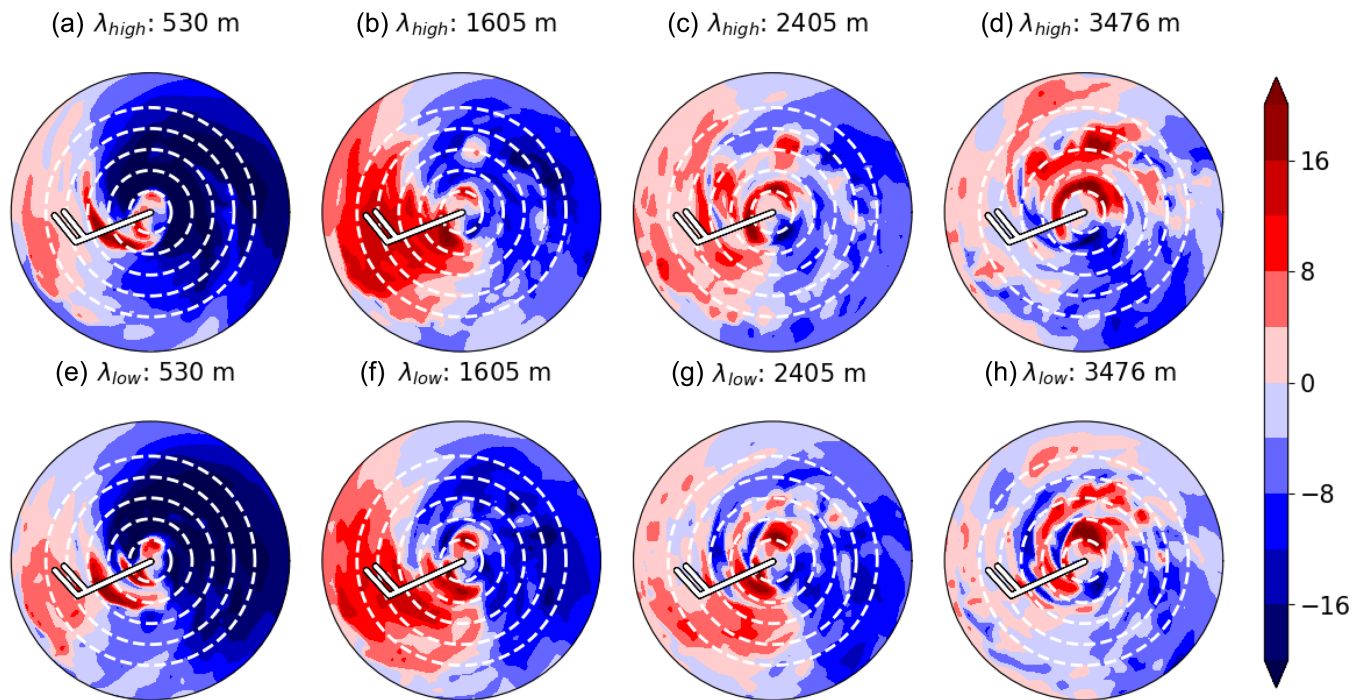 (a) λhigh: 530 m
(b) λhigh: 1605 m
(c) λhigh: 2405 m
(d) λhigh: 3476 m
16
8
0
−8
−16
(e) λlow: 530 m
(f) λlow: 1605 m
(g) λlow: 2405 m
(h) λlow: 3476 m